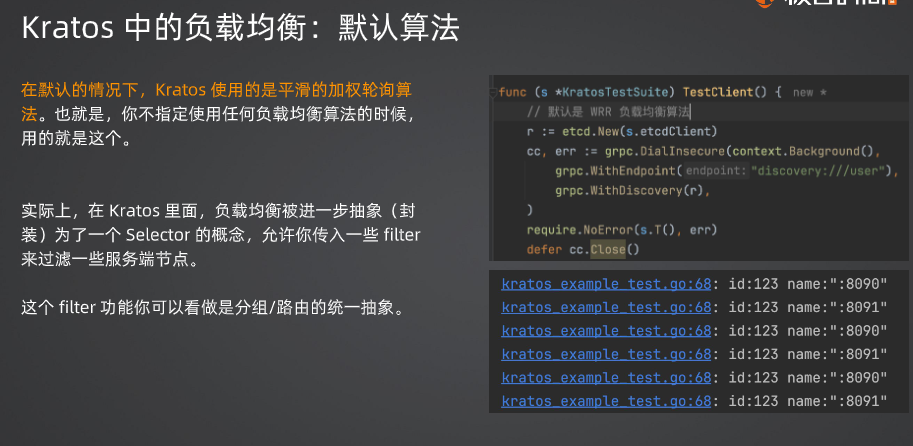 Kratos 中的负载均衡：默认算法
在默认的情况下，Kratos 使用的是平滑的加权轮询算
法。也就是，你不指定使用任何负载均衡算法的时候，
用的就是这个。
实际上，在 Kratos 里面，负载均衡被进一步抽象（封
装）为了一个 Selector 的概念，允许你传入一些 filter
来过滤一些服务端节点。
这个 filter 功能你可以看做是分组/路由的统一抽象。
func (s *KratosTestSuite) TestClient() { new *
// 默认是 WRR 负载均衡算法
r := etcd.New(s.etcdClient)
cc, err := grpc.DialInsecure(context.Background(),
grpc.WithEndpoint( endpoint: "discovery:///user"),
grpc.WithDiscovery(r),
)
require.NoError(s.T(), err)
defer cc.Close()
kratos_example_test.go:68: id:123 name:":8090"
kratos_example_test.go:68: id:123 name:":8091"
kratos_example_test.go:68: id:123 name:":8090"
kratos_example_test.go:68: id:123 name:":8091"
kratos_example_test.go:68: id:123 name:":8090"
kratos_example_test.go:68: id:123 name:":8091"